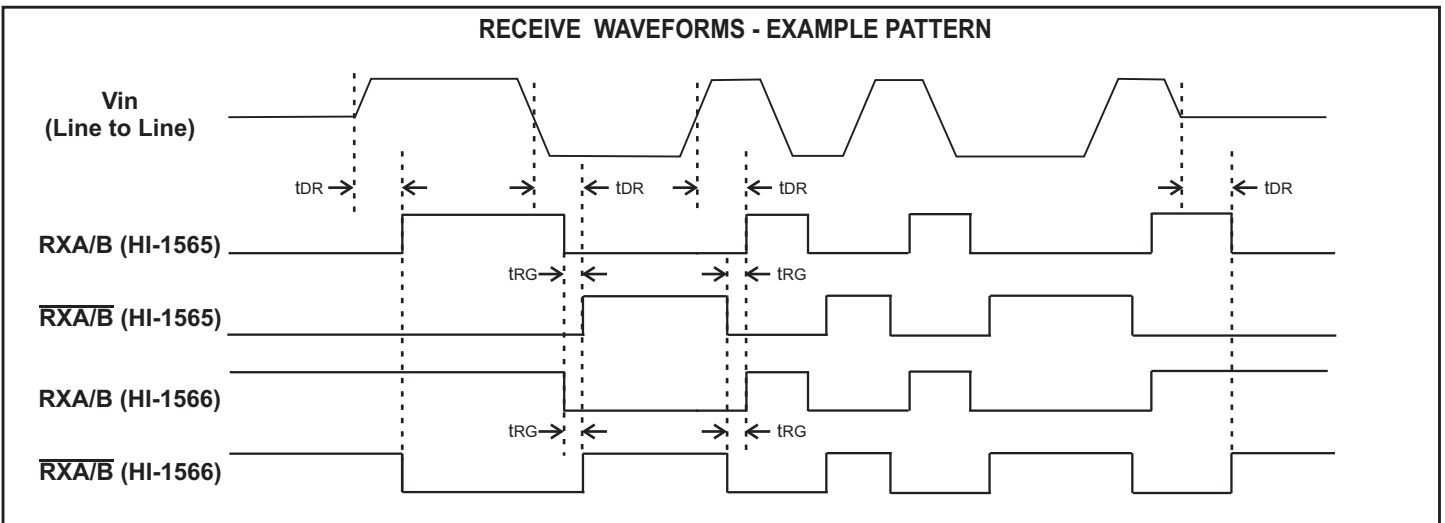 RECEIVE WAVEFORMS - EXAMPLE PATTERN
Vin
(Line to Line)
tDR tDR tDR tDR
RXA/B (HI-1565)
tRG tRG
RXA/B (HI-1565)
RXA/B (HI-1566)
tRG tRG
RXA/B (HI-1566)